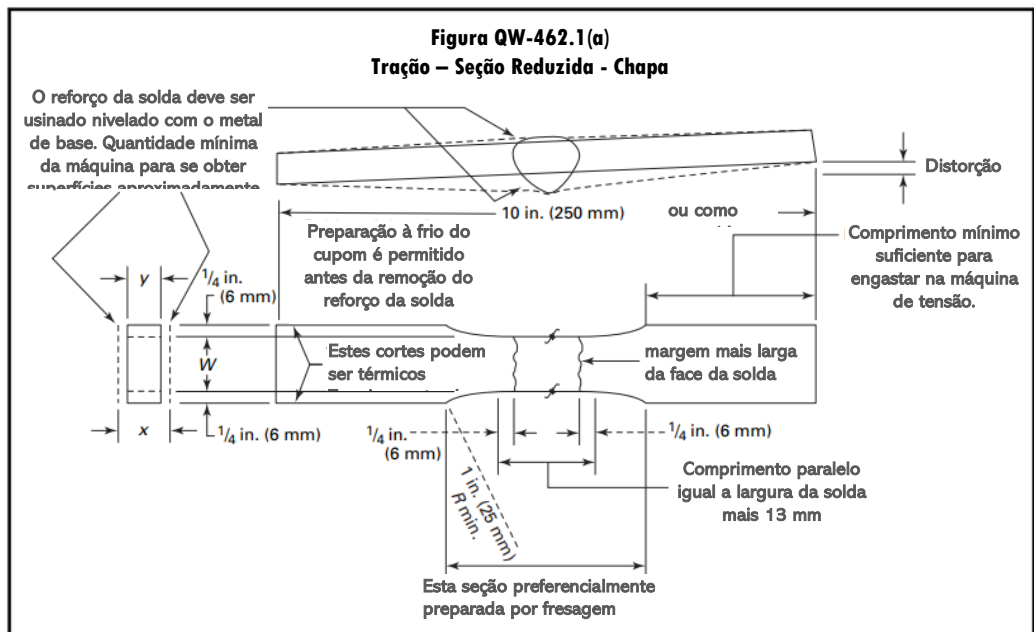 Figura QW-462.1(a)
Tração – Seção Reduzida - Chapa
O reforço da solda deve ser
usinado nivelado com o metal
de base. Quantidade mínima
da máquina para se obter
superfícies aproximadamente
Distorção
10 in. (250 mm)
ou como
Preparação à frio do
cupom é permitido
antes da remoção do
reforço da solda
Comprimento mínimo
suficiente para
engastar na máquina
de tensão.
y
1/4 in.
(6 mm)
Estes cortes podem
ser térmicos
margem mais larga
da face da solda
W
x
1/4 in. (6 mm)
1/4 in.
(6 mm)
1/4 in. (6 mm)
1 in. (25 mm)
R min.
Comprimento paralelo
igual a largura da solda
mais 13 mm
Esta seção preferencialmente
preparada por fresagem